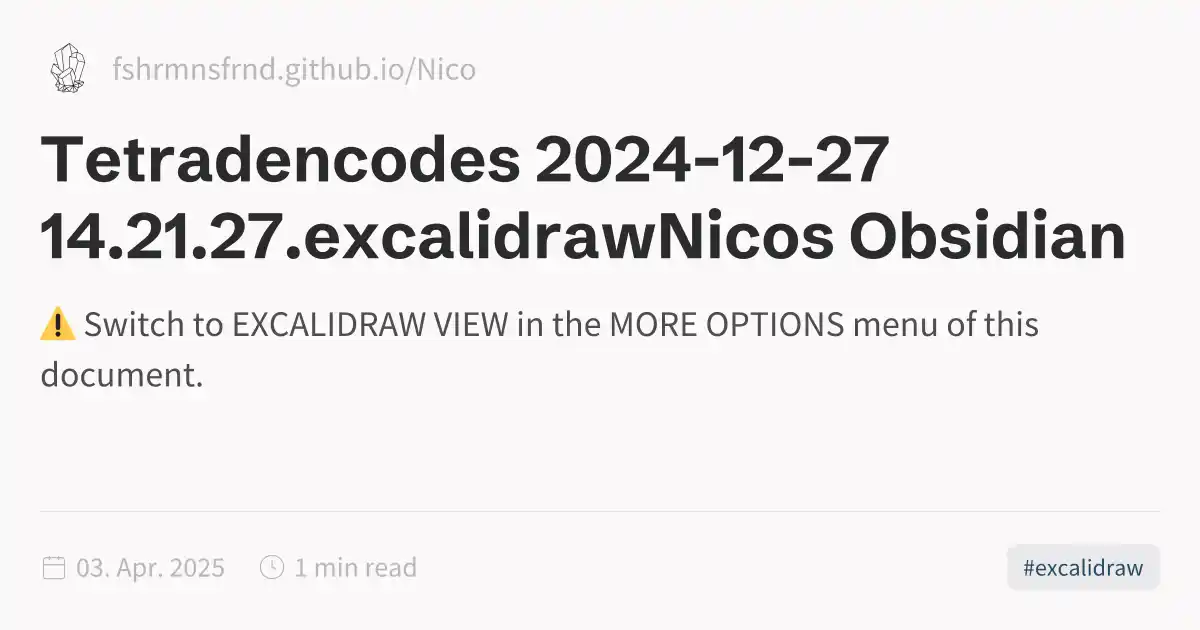 fshrmnsfrnd.github.io/Nico
Tetradencodes 2024-12-27
14.21.27.excalidrawNicos Obsidian
⚠️ Switch to EXCALIDRAW VIEW in the MORE OPTIONS menu of this
document.
03. Apr. 2025 1 min read #excalidraw